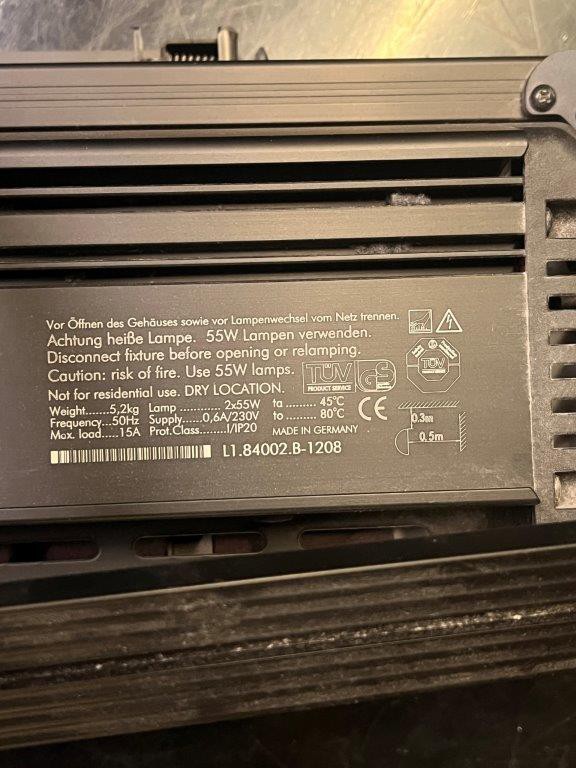 Vor Öffnen des Gehäuses sowie vor Lampenwechsel vom Netz trennen.
Achtung heiße Lampe. 55W Lampen verwenden.
Disconnect fixture before opening or relamping.
Caution: risk of fire. Use 55W lamps.
Not for residential use. DRY LOCATION.
TÜV
PRODUCT SERVICE
GS
TÜV
Weight......5,2kg Lamp ........... 2x55W ta ......... 45°C
Frequency...50Hz Supply......0,6A/230V to ......... 80°C
Max. load.....15A Prot.Class.......I/IP20 MADE IN GERMANY
CE
0.3m
0.5m
L1.84002.B-1208